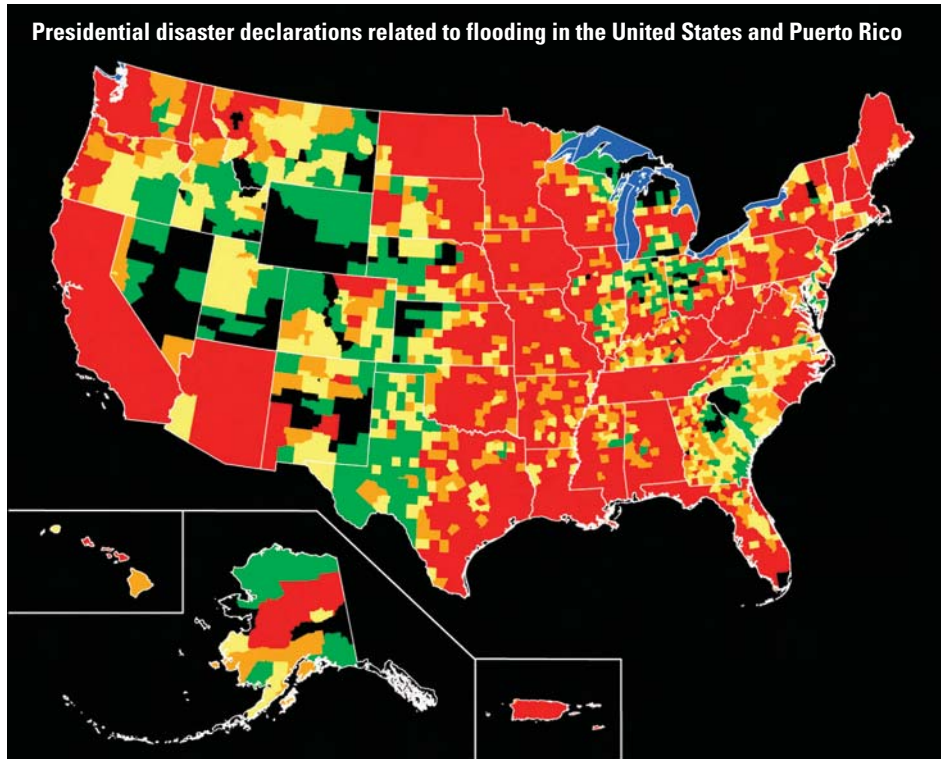 Presidential disaster declarations related to flooding in the United States and Puerto Rico